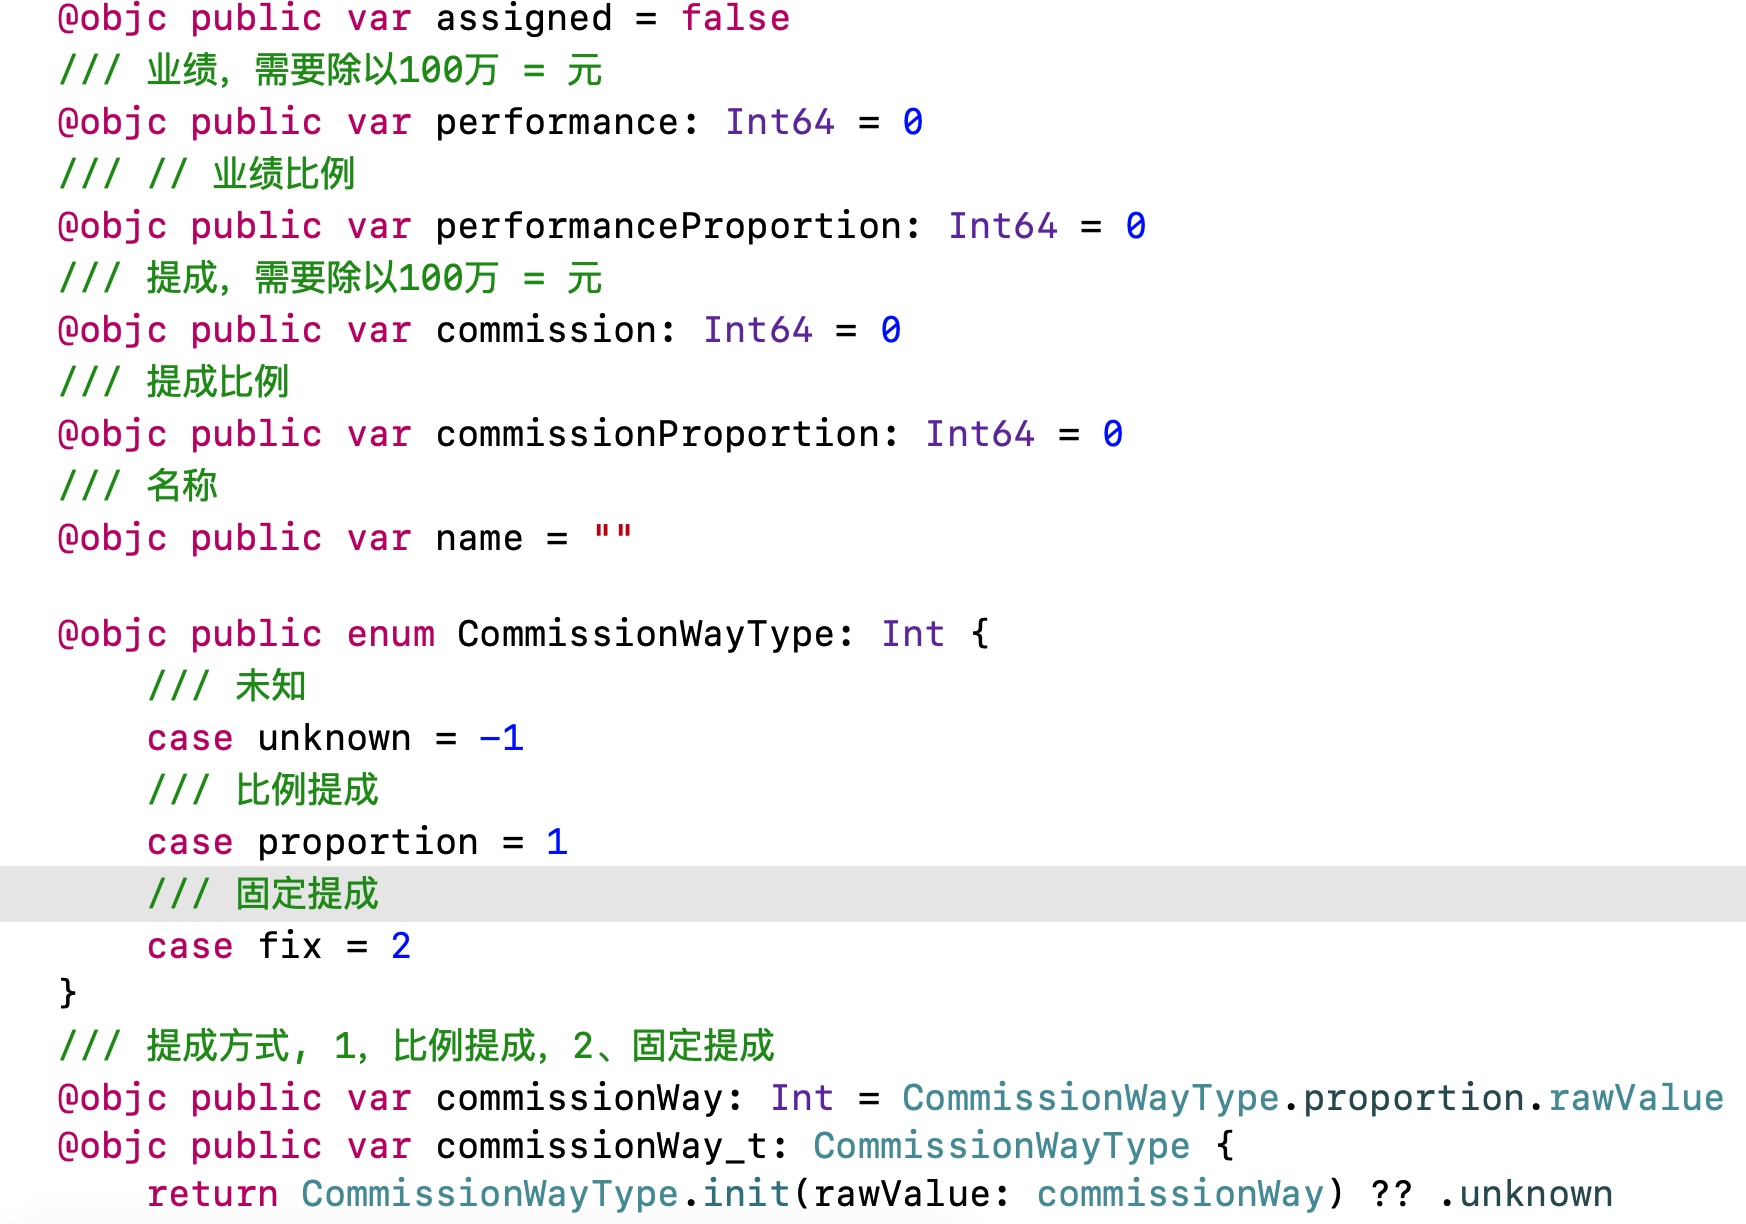 @objc public var assigned = false
/// 业绩，需要除以100万 = 元
@objc public var performance: Int64 = 0
/// // 业绩比例
@objc public var performanceProportion: Int64 = 0
/// 提成，需要除以100万 = 元
@objc public var commission: Int64 = 0
/// 提成比例
@objc public var commissionProportion: Int64 = 0
/// 名称
@objc public var name = ""
@objc public enum CommissionWayType: Int {
/// 未知
case unknown = -1
/// 比例提成
case proportion = 1
/// 固定提成
case fix = 2
}
/// 提成方式, 1，比例提成，2、固定提成
@objc public var commissionWay: Int = CommissionWayType.proportion.rawValue
@objc public var commissionWay_t: CommissionWayType {
return CommissionWayType.init(rawValue: commissionWay) ?? .unknown